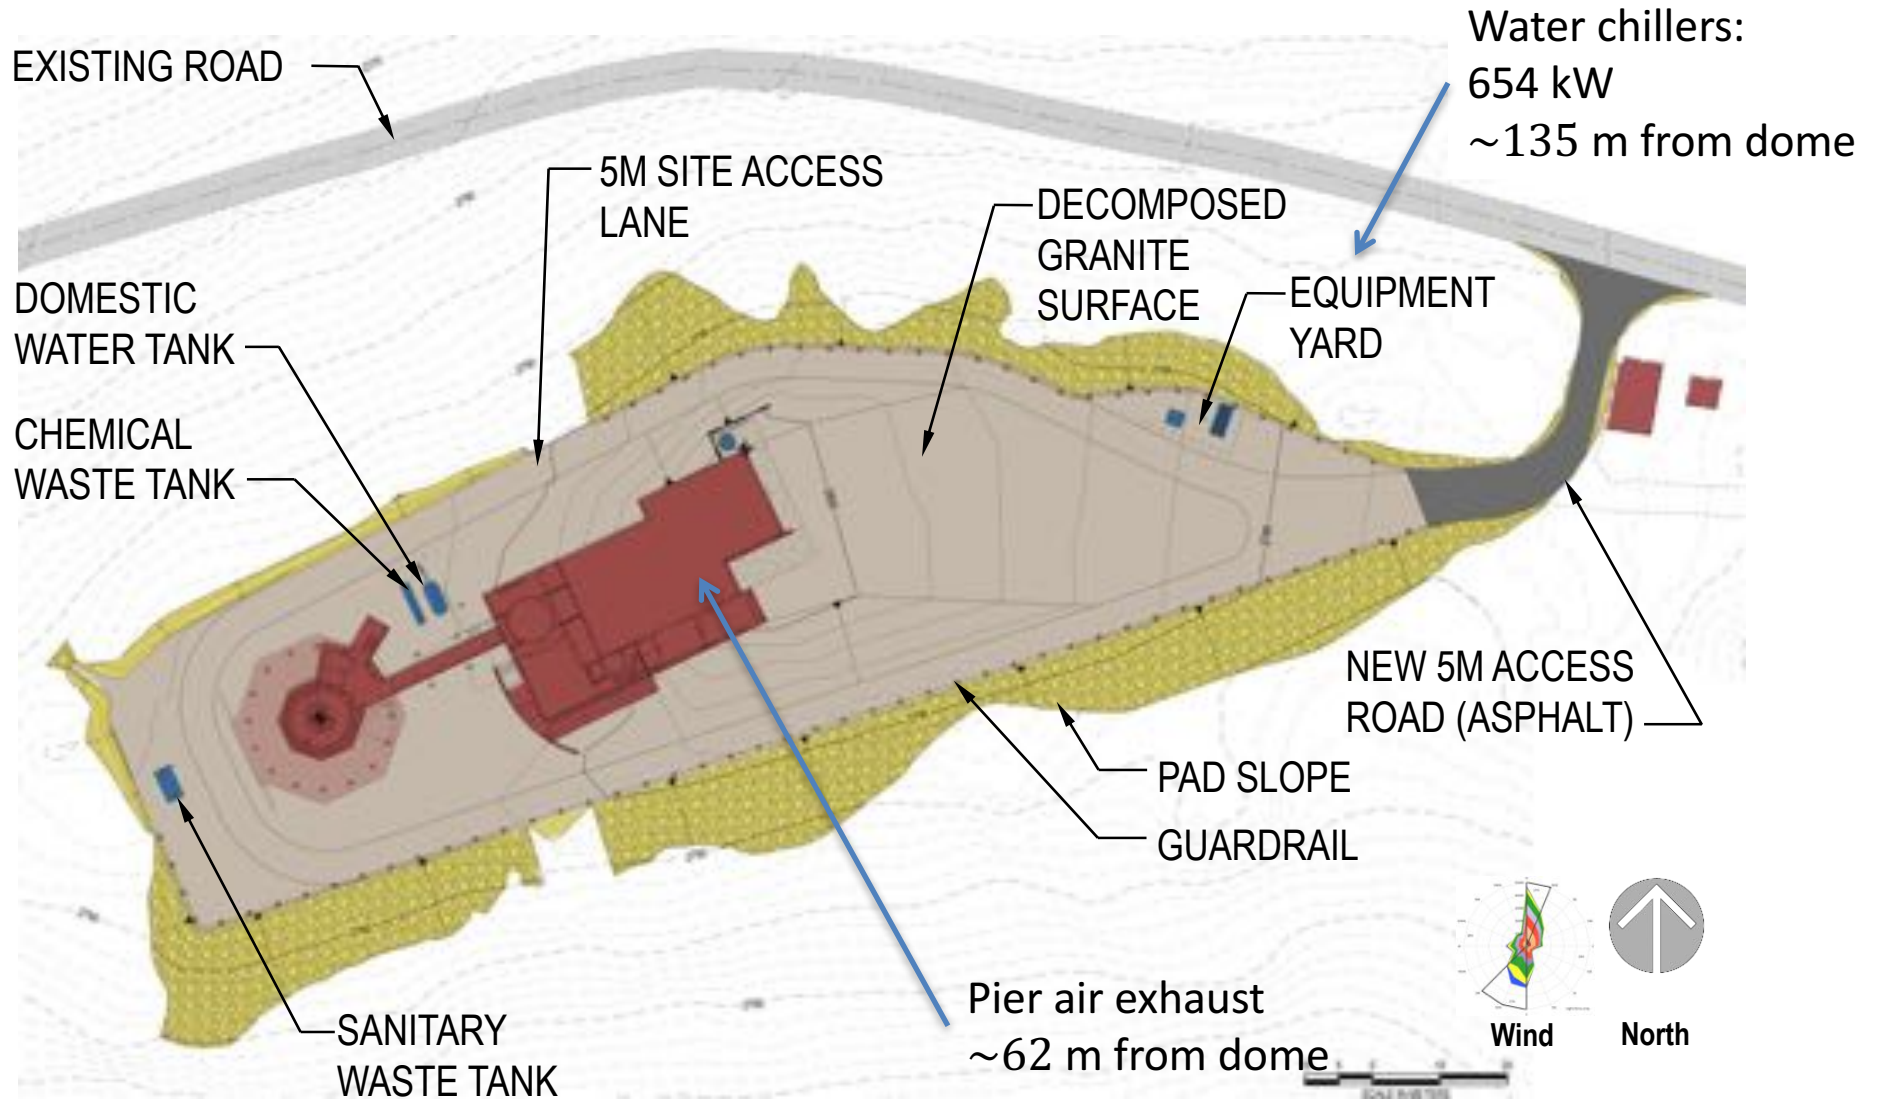 Water chillers:
654 kW
~135 m from dome
EXISTING ROAD
5M SITE ACCESS
LANE
DECOMPOSED
GRANITE
SURFACE
EQUIPMENT
YARD
DOMESTIC
WATER TANK
CHEMICAL
WASTE TANK
NEW 5M ACCESS
ROAD (ASPHALT)
PAD SLOPE
GUARDRAIL
SANITARY
WASTE TANK
Pier air exhaust
~62 m from dome
Wind
North